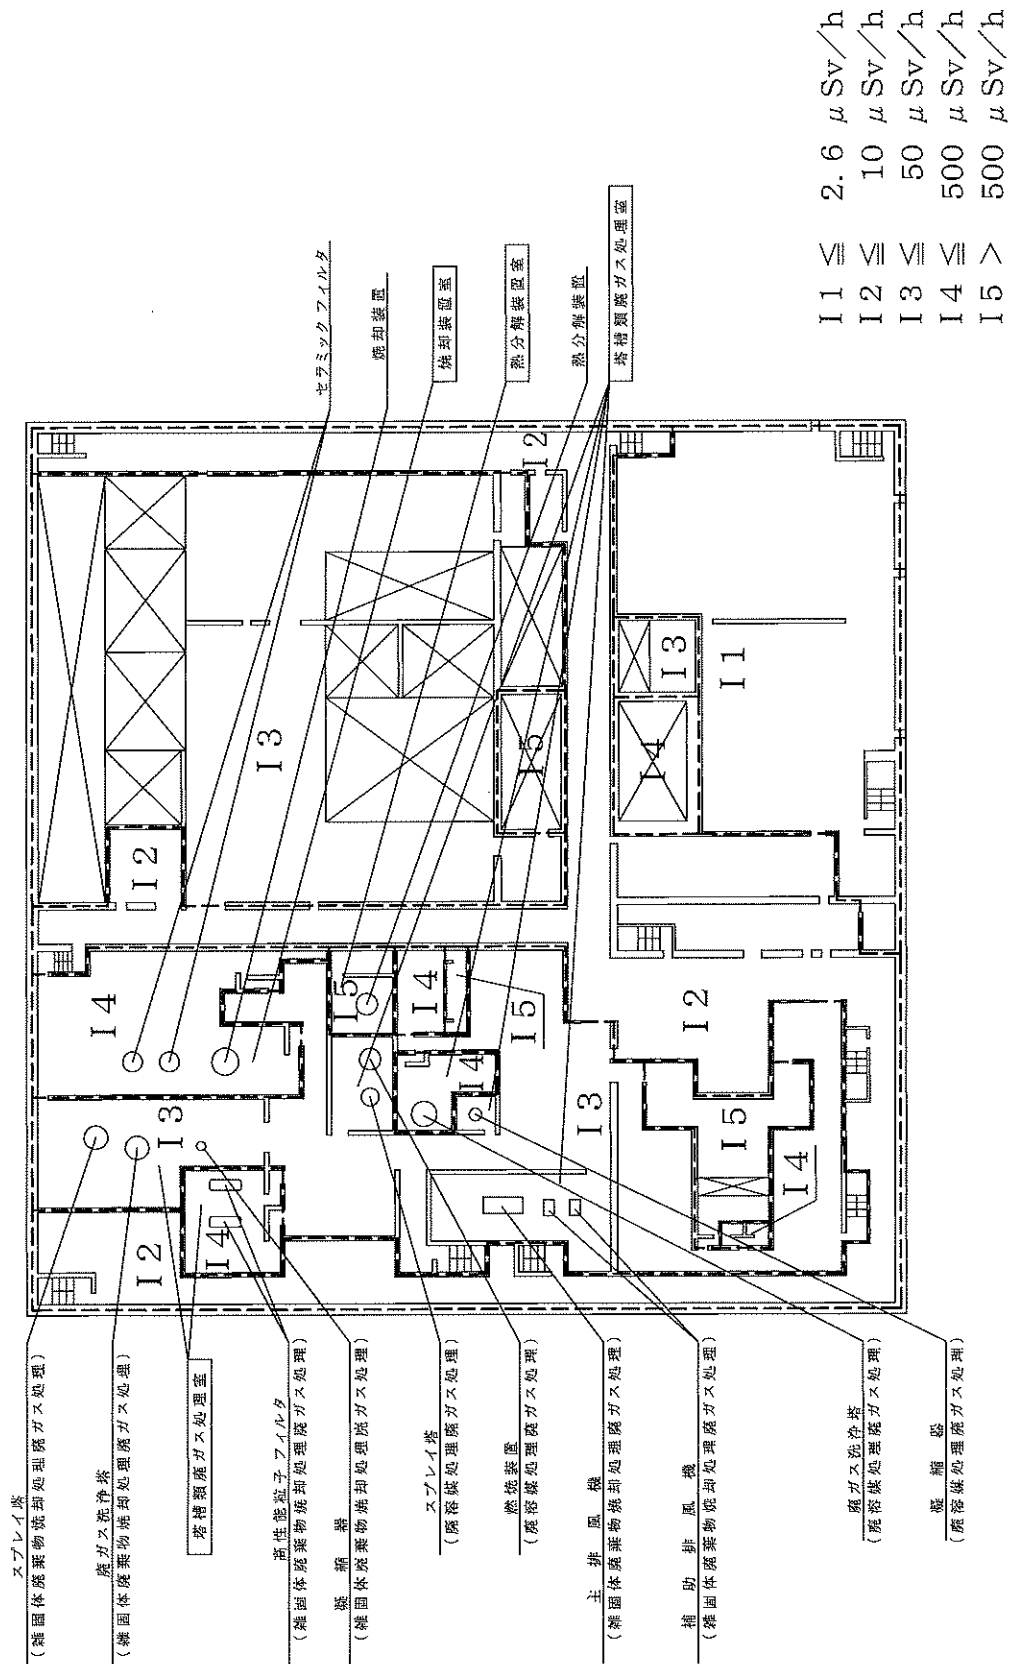 スプレイ塔
(雑固体廃棄物焼却処理廃ガス処理)
廃ガス洗浄塔
(雑固体廃棄物焼却処理廃ガス処理)
塔槽類廃ガス処理室
高性能粒子フィルタ
(雑固体廃棄物焼却処理廃ガス処理)
凝縮器
(雑固体廃棄物焼却処理廃ガス処理)
スプレイ塔
(廃溶媒処理廃ガス処理)
燃焼装置
(廃溶媒処理廃ガス処理)
主排風機
(雑固体廃棄物焼却処理廃ガス処理)
補助排風機
(雑固体廃棄物焼却処理廃ガス処理)
廃ガス洗浄塔
(廃溶媒処理廃ガス処理)
凝縮器
(廃溶媒処理廃ガス処理)
I2
I4
I3
I4
I2
I3
I5
I4
I5
I4
I3
I2
I5
I4
I5
I2
I4
I3
I1
セラミックフィルタ
焼却装置
焼却装置室
熱分解装置室
熱分解装置
塔槽類廃ガス処理室
I1 ≦ 2.6 μSv/h
I2 ≦ 10 μSv/h
I3 ≦ 50 μSv/h
I4 ≦ 500 μSv/h
I5 > 500 μSv/h